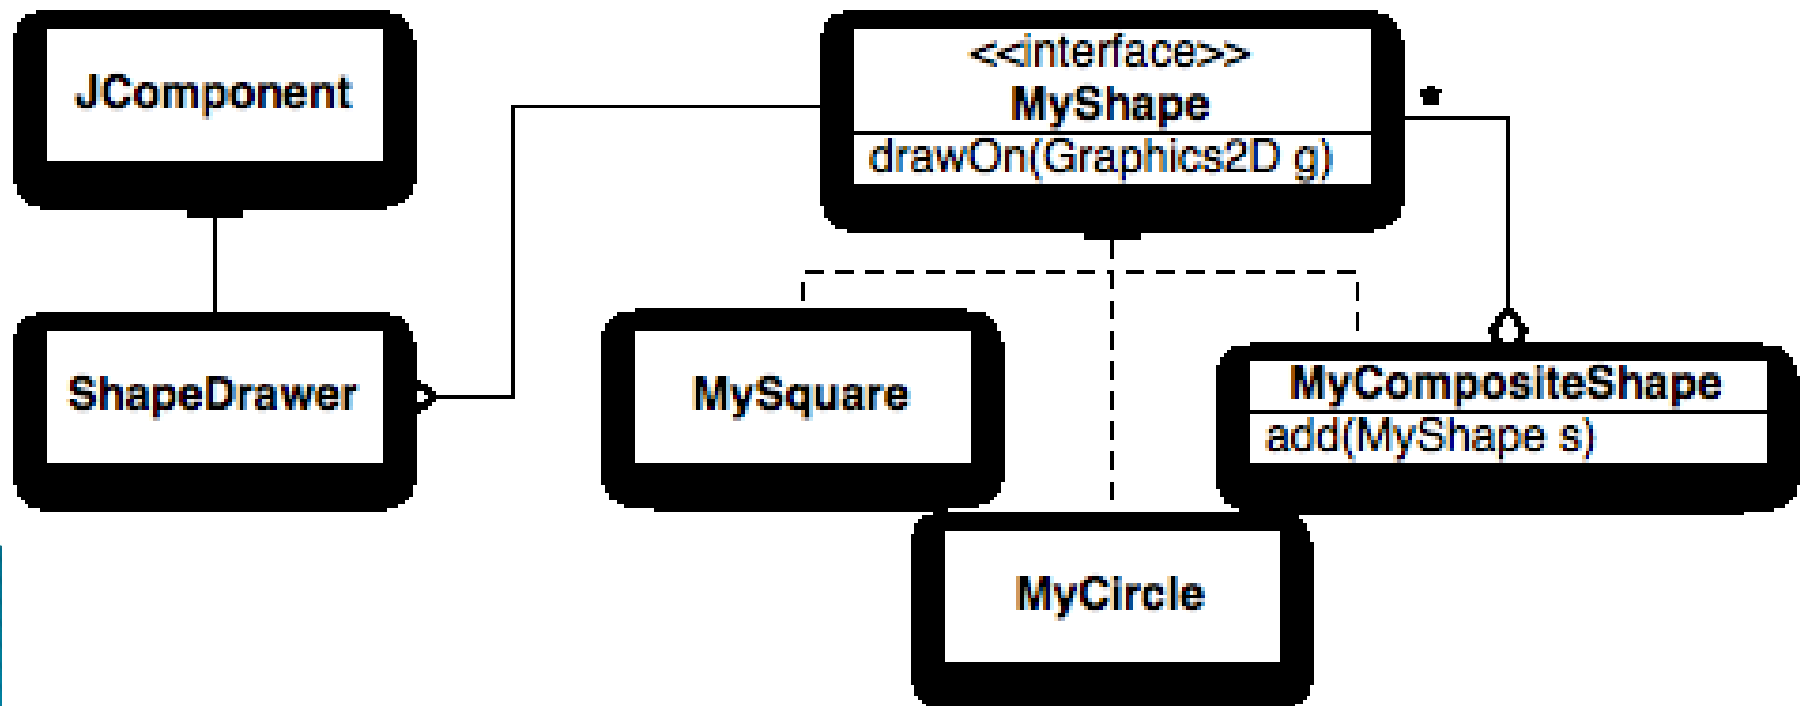 JComponent
<<interface>>
MyShape
*
drawOn(Graphics2D g)
ShapeDrawer
MySquare
MyCompositeShape
add(MyShape s)
MyCircle